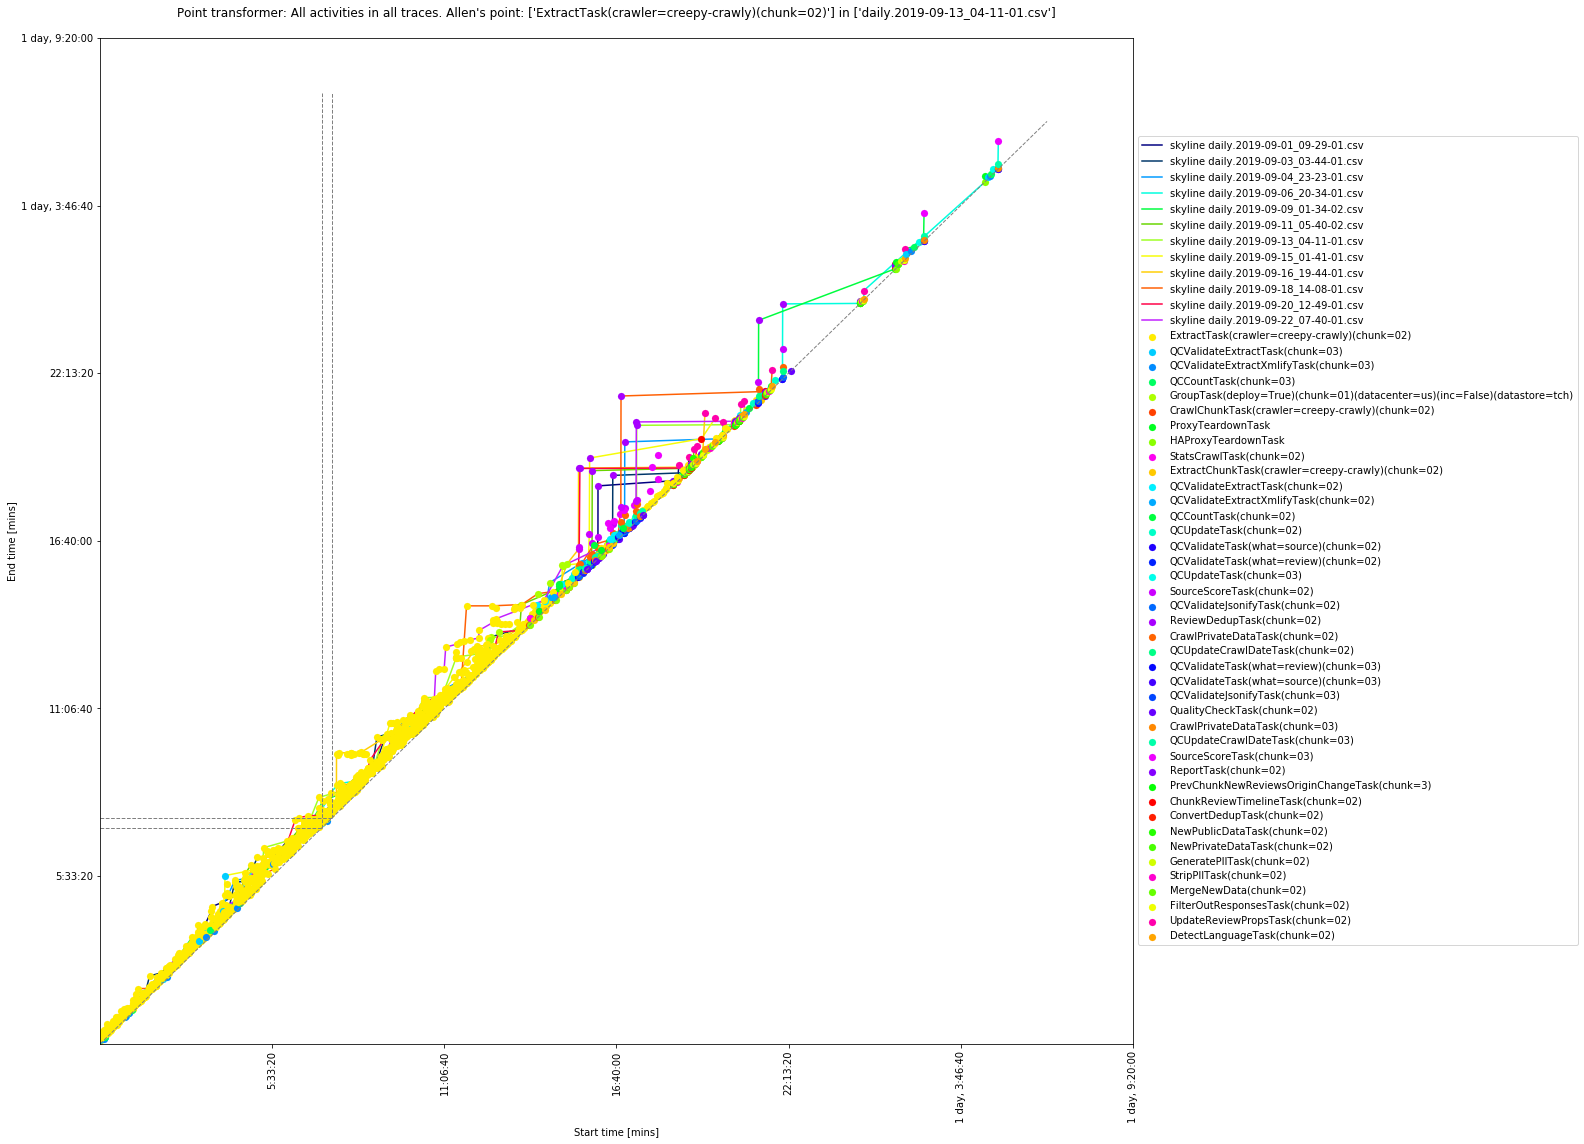 Point transformer: All activities in all traces. Allen's point: ['ExtractTask(crawler=creepy-crawly)(chunk=02)'] in ['daily.2019-09-13_04-11-01.csv']
1 day, 9:20:00
1 day, 3:46:40
22:13:20
16:40:00
11:06:40
5:33:20
End time [mins]
5:33:20
11:06:40
16:40:00
22:13:20
1 day, 3:46:40
1 day, 9:20:00
Start time [mins]
skyline daily.2019-09-01_09-29-01.csv
skyline daily.2019-09-03_03-44-01.csv
skyline daily.2019-09-04_23-23-01.csv
skyline daily.2019-09-06_20-34-01.csv
skyline daily.2019-09-09_01-34-02.csv
skyline daily.2019-09-11_05-40-02.csv
skyline daily.2019-09-13_04-11-01.csv
skyline daily.2019-09-15_01-41-01.csv
skyline daily.2019-09-16_19-44-01.csv
skyline daily.2019-09-18_14-08-01.csv
skyline daily.2019-09-20_12-49-01.csv
skyline daily.2019-09-22_07-40-01.csv
ExtractTask(crawler=creepy-crawly)(chunk=02)
QCValidateExtractTask(chunk=03)
QCValidateExtractXmlifyTask(chunk=03)
QCCountTask(chunk=03)
GroupTask(deploy=True)(chunk=01)(datacenter=us)(inc=False)(datastore=tch)
CrawlChunkTask(crawler=creepy-crawly)(chunk=02)
ProxyTeardownTask
HAProxyTeardownTask
StatsCrawlTask(chunk=02)
ExtractChunkTask(crawler=creepy-crawly)(chunk=02)
QCValidateExtractTask(chunk=02)
QCValidateExtractXmlifyTask(chunk=02)
QCCountTask(chunk=02)
QCUpdateTask(chunk=02)
QCValidateTask(what=source)(chunk=02)
QCValidateTask(what=review)(chunk=02)
QCUpdateTask(chunk=03)
SourceScoreTask(chunk=02)
QCValidateJsonifyTask(chunk=02)
ReviewDedupTask(chunk=02)
CrawlPrivateDataTask(chunk=02)
QCUpdateCrawlDateTask(chunk=02)
QCValidateTask(what=review)(chunk=03)
QCValidateTask(what=source)(chunk=03)
QCValidateJsonifyTask(chunk=03)
QualityCheckTask(chunk=02)
CrawlPrivateDataTask(chunk=03)
QCUpdateCrawlDateTask(chunk=03)
SourceScoreTask(chunk=03)
ReportTask(chunk=02)
PrevChunkNewReviewsOriginChangeTask(chunk=3)
ChunkReviewTimelineTask(chunk=02)
ConvertDedupTask(chunk=02)
NewPublicDataTask(chunk=02)
NewPrivateDataTask(chunk=02)
GeneratePIITask(chunk=02)
StripPIITask(chunk=02)
MergeNewData(chunk=02)
FilterOutResponsesTask(chunk=02)
UpdateReviewPropsTask(chunk=02)
DetectLanguageTask(chunk=02)